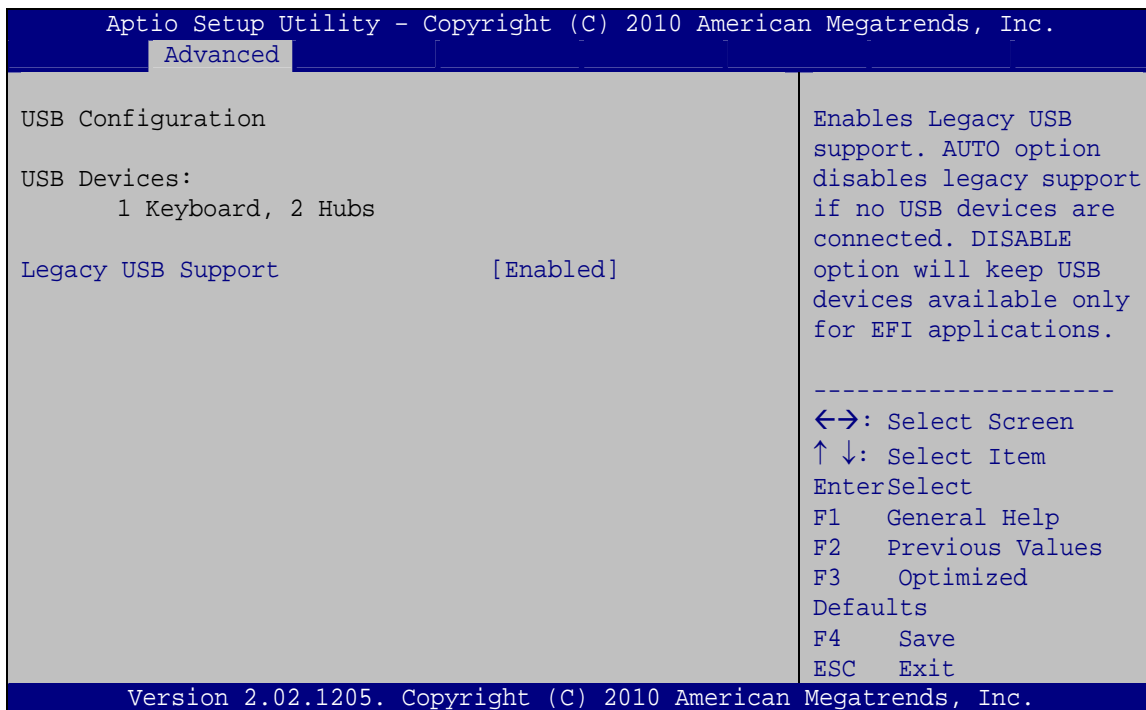 Aptio Setup Utility – Copyright (C) 2010 American Megatrends, Inc.
Advanced
USB Configuration
USB Devices:
1 Keyboard, 2 Hubs
Legacy USB Support [Enabled]
Enables Legacy USB
support. AUTO option
disables legacy support
if no USB devices are
connected. DISABLE
option will keep USB
devices available only
for EFI applications.
----------------------
←→: Select Screen
↑ ↓: Select Item
EnterSelect
F1 General Help
F2 Previous Values
F3 Optimized
Defaults
F4 Save
ESC Exit
Version 2.02.1205. Copyright (C) 2010 American Megatrends, Inc.